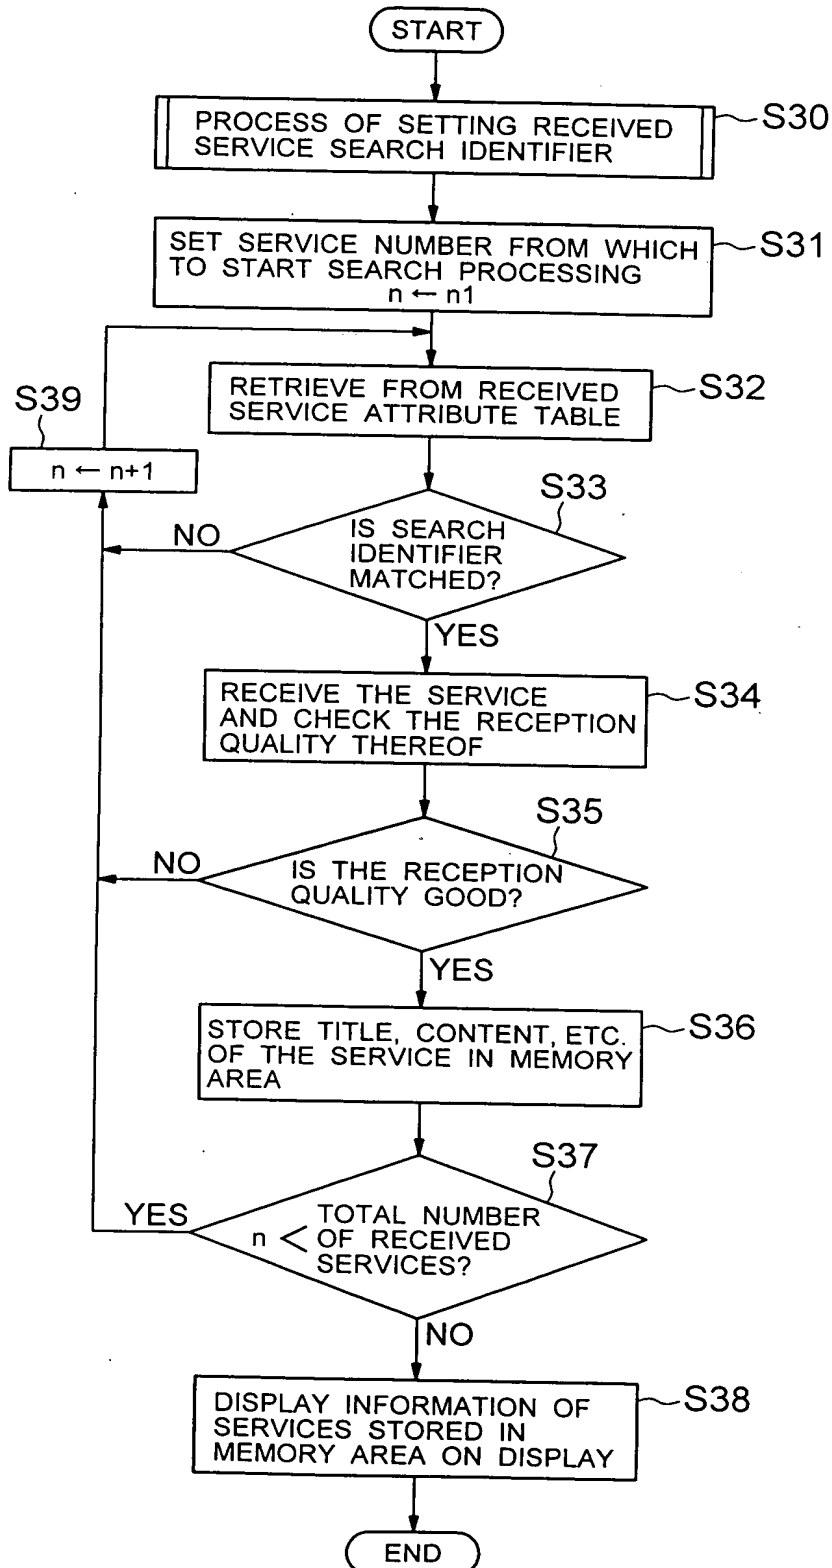 START
PROCESS OF SETTING RECEIVED
SERVICE SEARCH IDENTIFIER
S30
SET SERVICE NUMBER FROM WHICH
TO START SEARCH PROCESSING
n ← n1
S31
RETRIEVE FROM RECEIVED
SERVICE ATTRIBUTE TABLE
S32
S39
n ← n+1
S33
IS SEARCH
IDENTIFIER
MATCHED?
NO
YES
RECEIVE THE SERVICE
AND CHECK THE RECEPTION
QUALITY THEREOF
S34
S35
IS THE RECEPTION
QUALITY GOOD?
NO
YES
STORE TITLE, CONTENT, ETC.
OF THE SERVICE IN MEMORY
AREA
S36
S37
n < TOTAL NUMBER
OF RECEIVED
SERVICES?
YES
NO
DISPLAY INFORMATION OF
SERVICES STORED IN
MEMORY AREA ON DISPLAY
S38
END